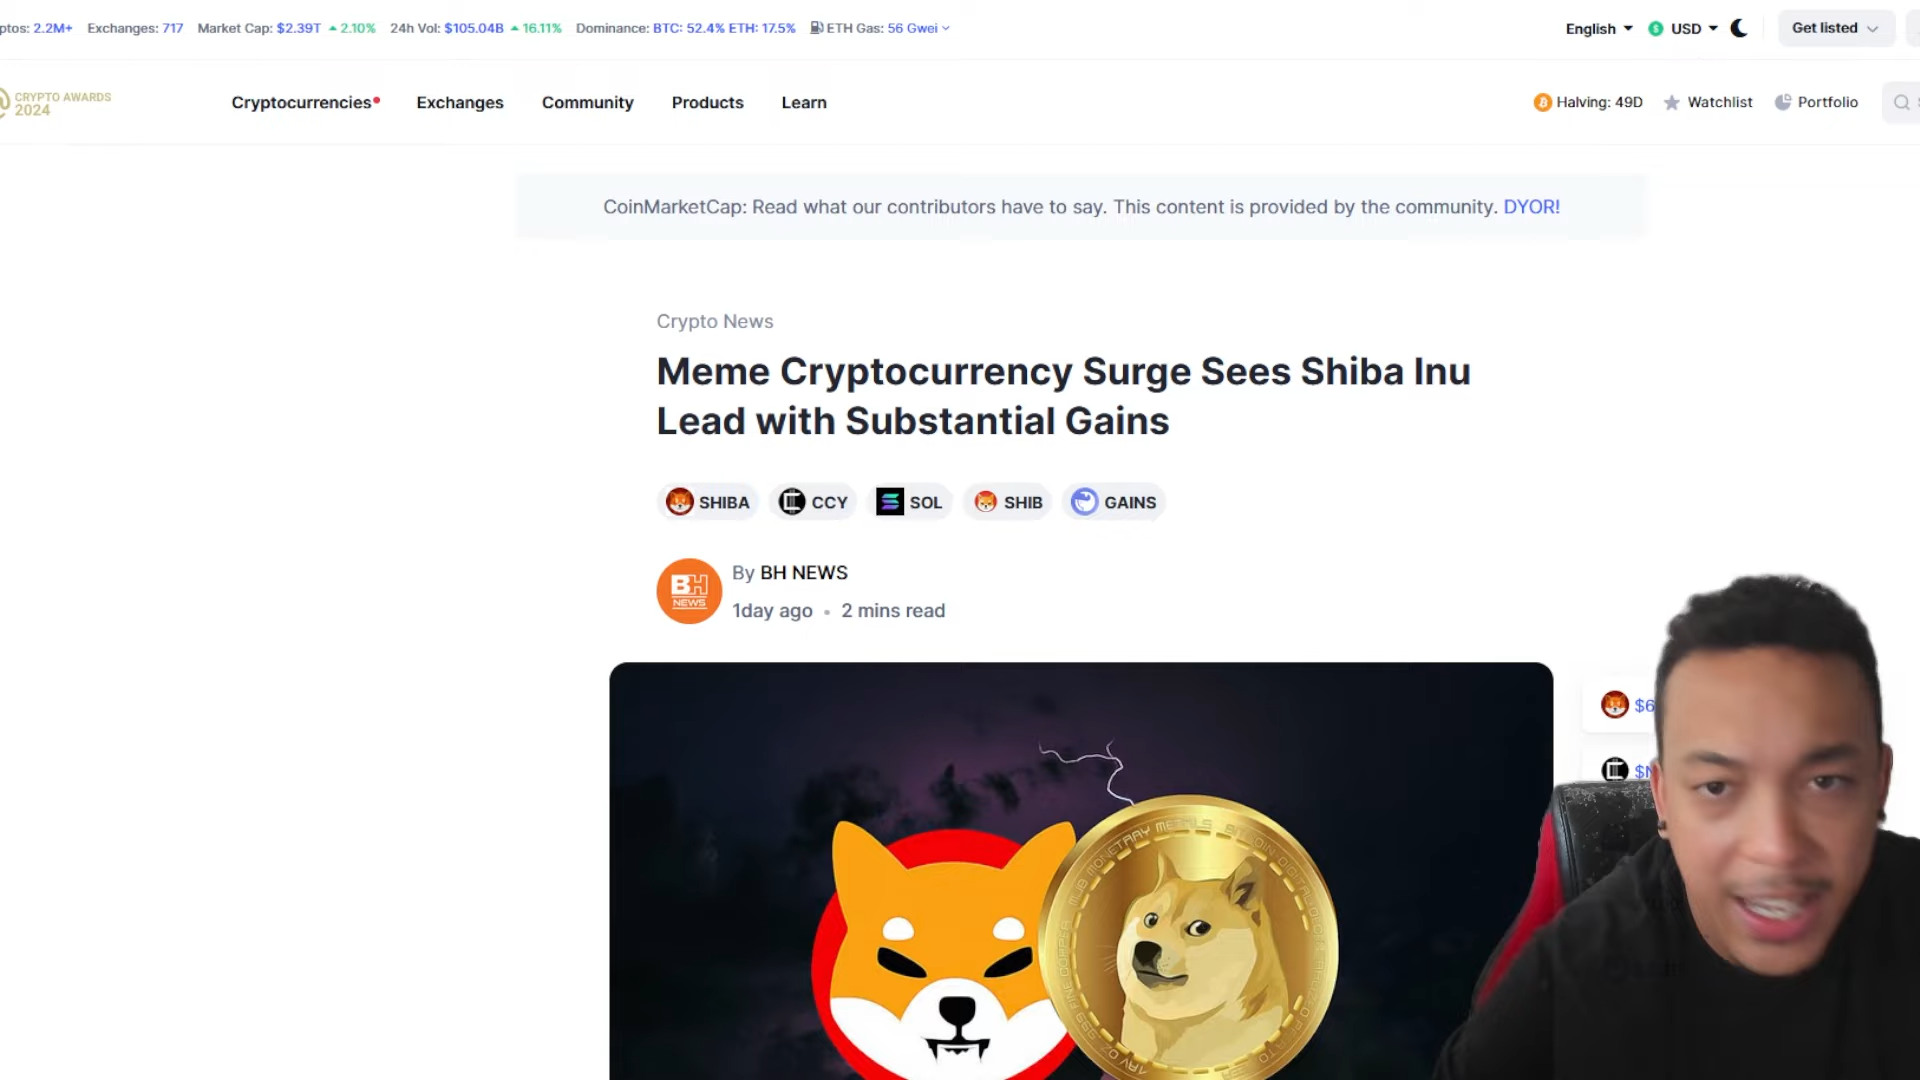 ptos: 2.2M+ Exchanges: 717 Market Cap: $2.39T 2.10% 24h Vol: $105.04B 16.11% Dominance: BTC: 52.4% ETH: 17.5% ETH Gas: 56 Gwei English USD Get listed
CRYPTO AWARDS
2024
Cryptocurrencies Exchanges Community Products Learn Halving: 49D Watchlist Portfolio
CoinMarketCap: Read what our contributors have to say. This content is provided by the community. DYOR!
Crypto News
Meme Cryptocurrency Surge Sees Shiba Inu
Lead with Substantial Gains
SHIBA CCY SOL SHIB GAINS
BH
NEWS
By BH NEWS
1day ago • 2 mins read
$6